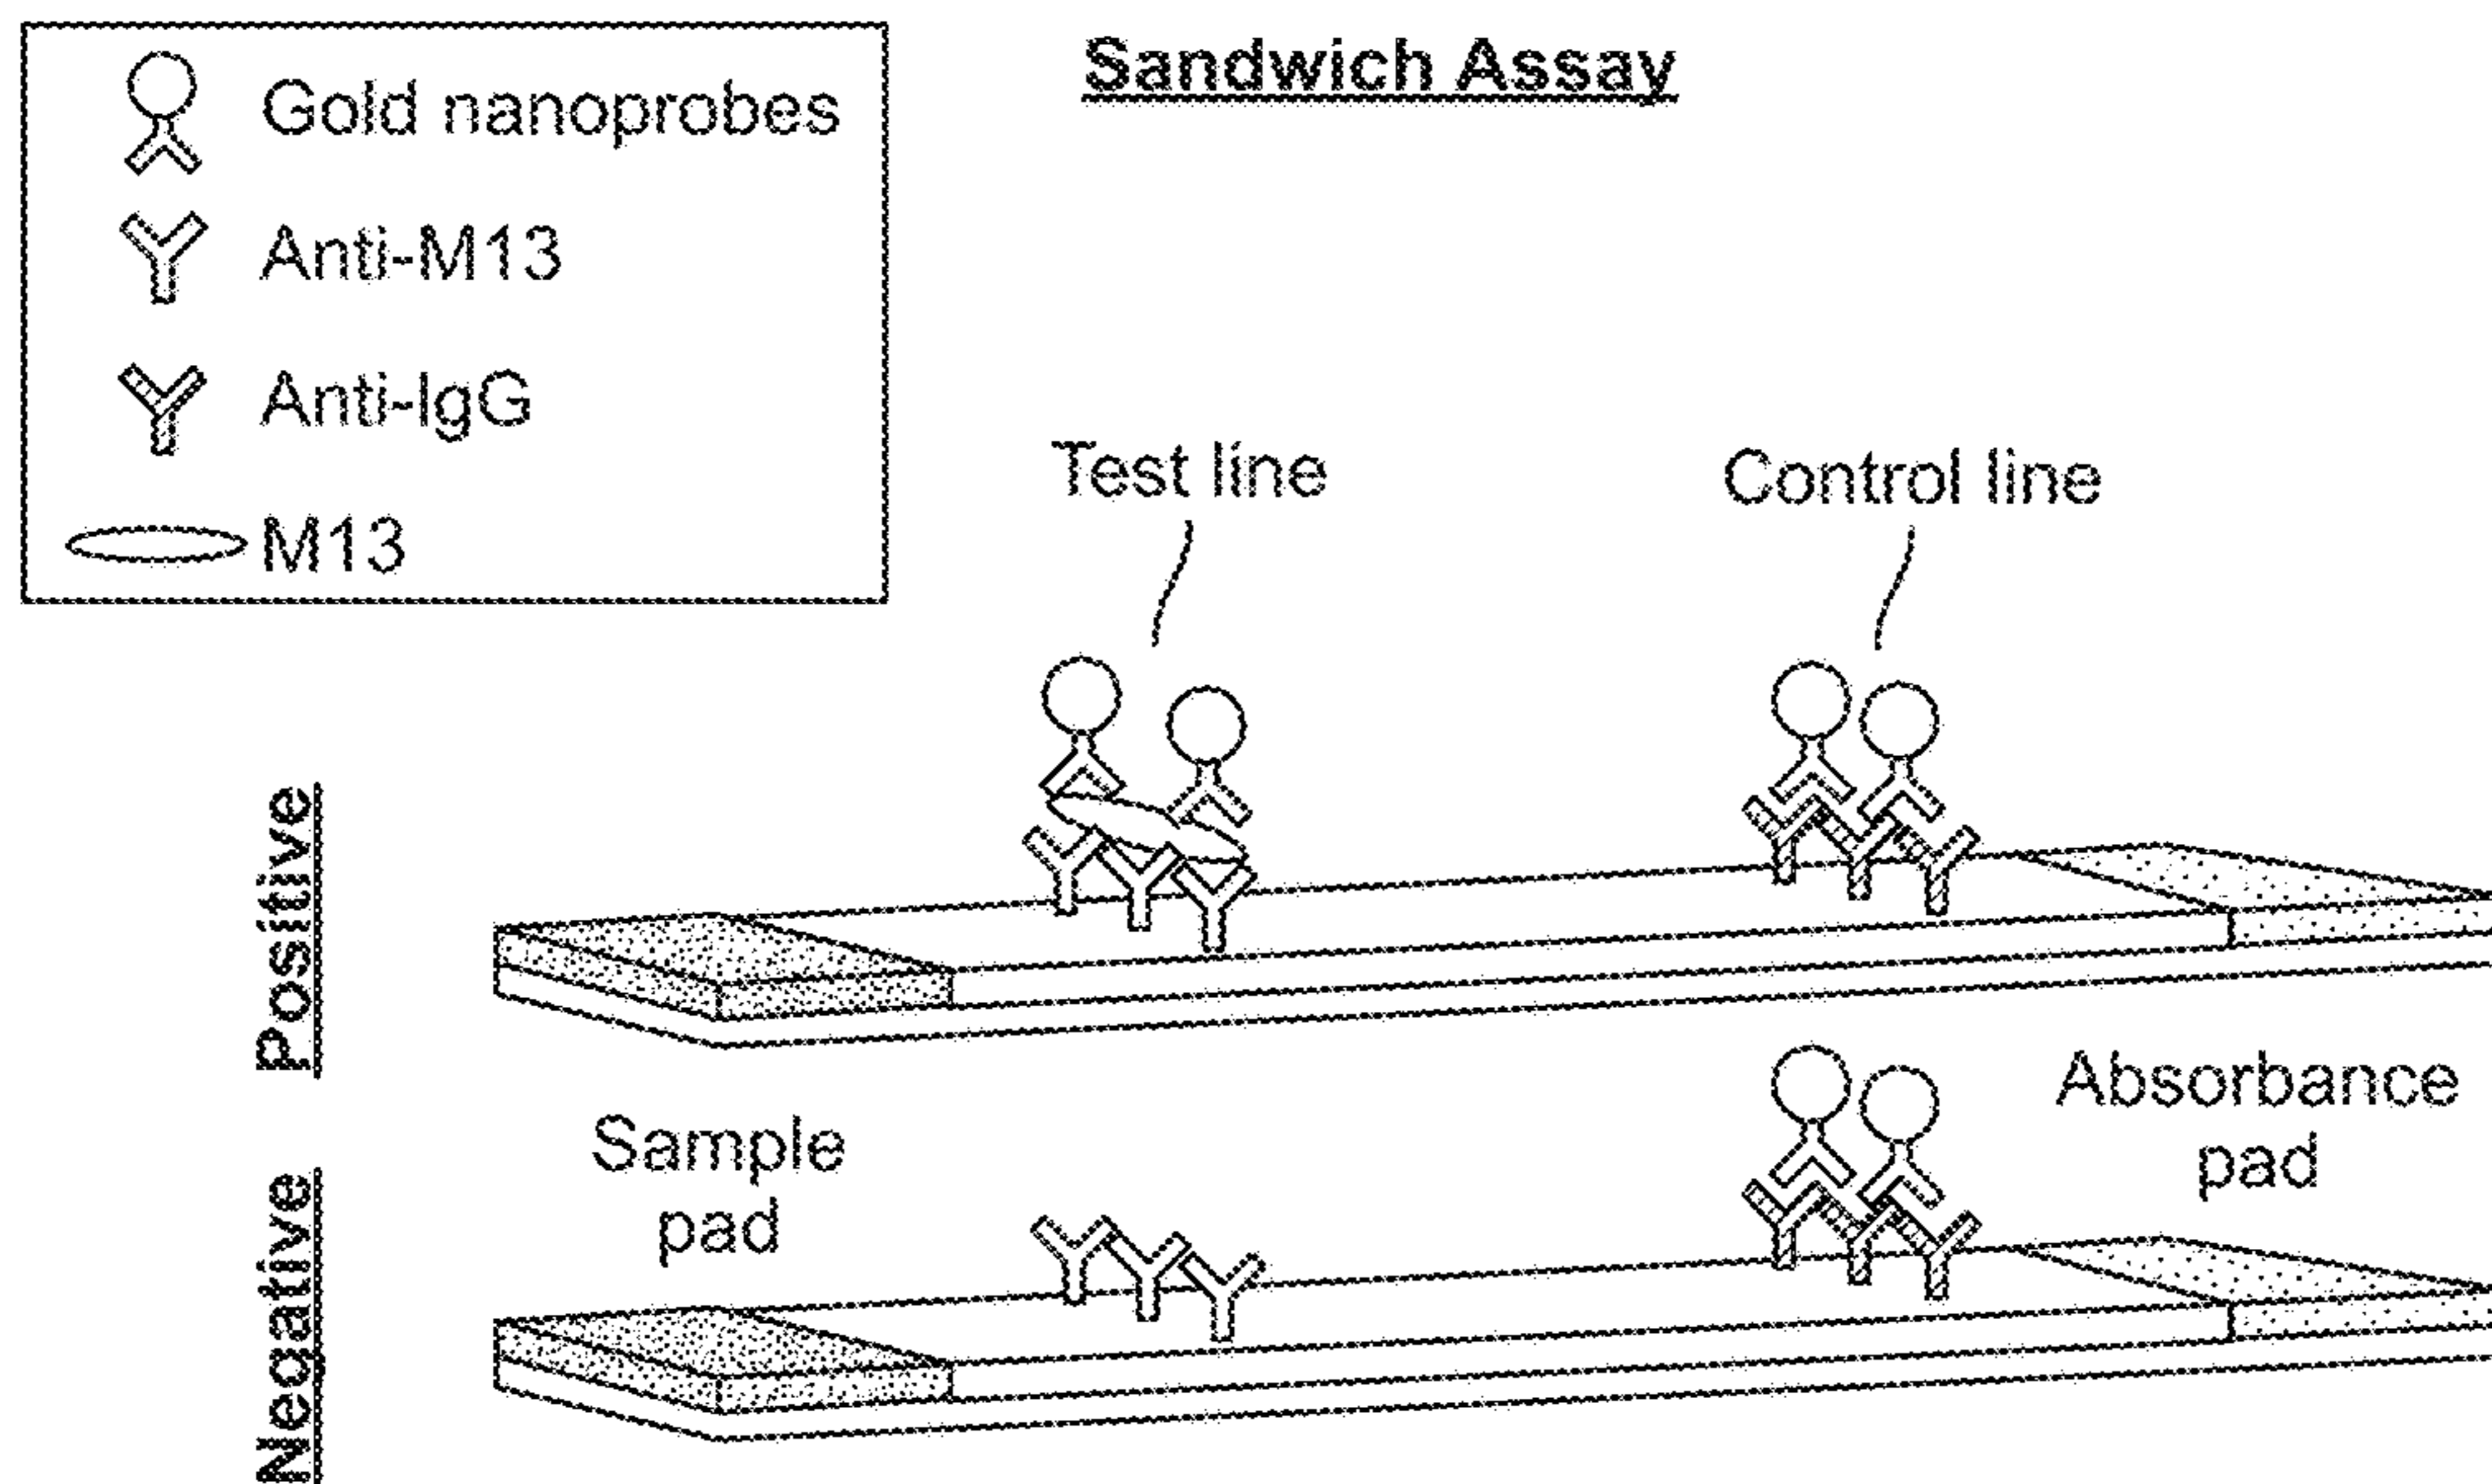 Sandwich Assay
Gold nanoprobes
Anti-M13
Anti-IgG
M13
Test line
Control line
Positive
Sample
pad
Absorbance
pad
Negative